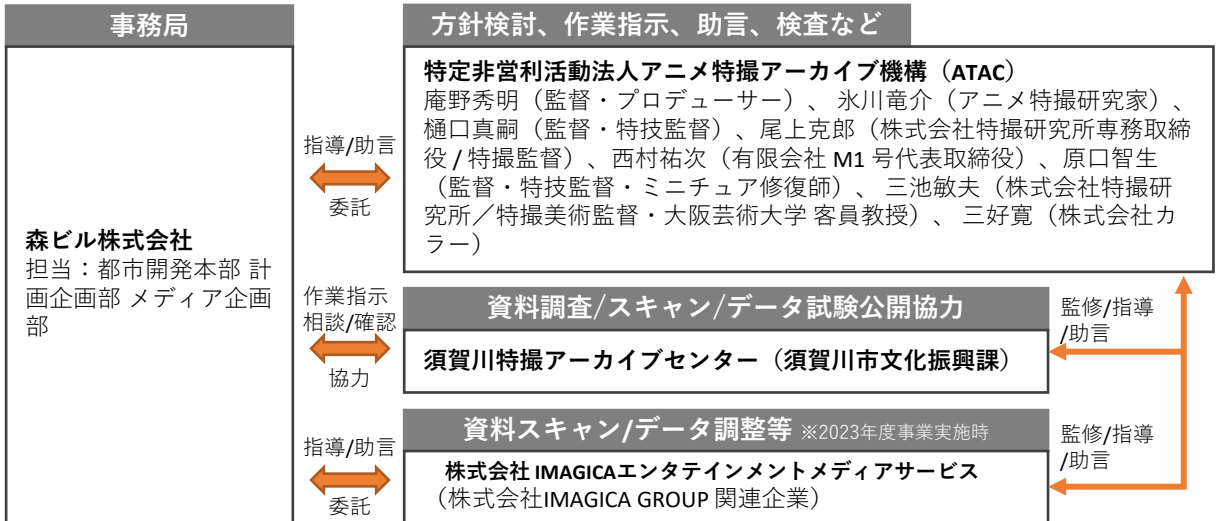 事務局
森ビル株式会社
担当：都市開発本部 計
画企画部 メディア企画
部
指導/助言
委託
作業指示
相談/確認
協力
指導/助言
委託
方針検討、作業指示、助言、検査など
特定非営利活動法人アニメ特撮アーカイブ機構（ATAC）
庵野秀明（監督・プロデューサー）、 氷川竜介（アニメ特撮研究家）、
樋口真嗣（監督・特技監督）、尾上克郎（株式会社特撮研究所専務取締
役 / 特撮監督）、西村祐次（有限会社 M1 号代表取締役）、原口智生
（監督・特技監督・ミニチュア修復師）、 三池敏夫（株式会社特撮研
究所／特撮美術監督・大阪芸術大学 客員教授）、 三好寛（株式会社カ
ラー）
資料調査/スキャン/データ試験公開協力
須賀川特撮アーカイブセンター（須賀川市文化振興課）
監修/指導
/助言
資料スキャン/データ調整等 ※2023年度事業実施時
株式会社 IMAGICAエンタテインメントメディアサービス
（株式会社IMAGICA GROUP 関連企業）
監修/指導
/助言